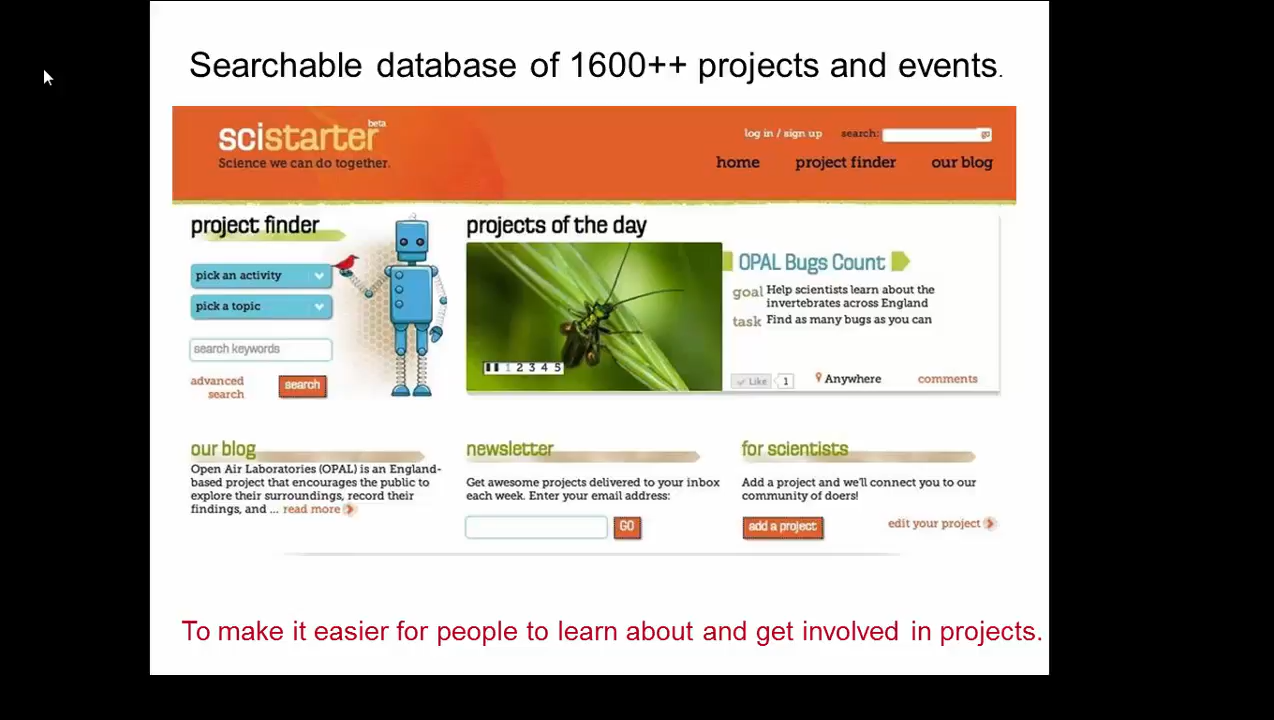 Searchable database of 1600++ projects and events.
scistarter beta
Science we can do together.
log in / sign up search: go
home project finder our blog
project finder
pick an activity
pick a topic
search keywords
advanced search
search
projects of the day
1 2 3 4 5
OPAL Bugs Count
goal Help scientists learn about the
invertebrates across England
task Find as many bugs as you can
Like 1 Anywhere comments
our blog
Open Air Laboratories (OPAL) is an England-
based project that encourages the public to
explore their surroundings, record their
findings, and ... read more
newsletter
Get awesome projects delivered to your inbox
each week. Enter your email address:
GO
for scientists
Add a project and we'll connect you to our
community of doers!
add a project edit your project
To make it easier for people to learn about and get involved in projects.